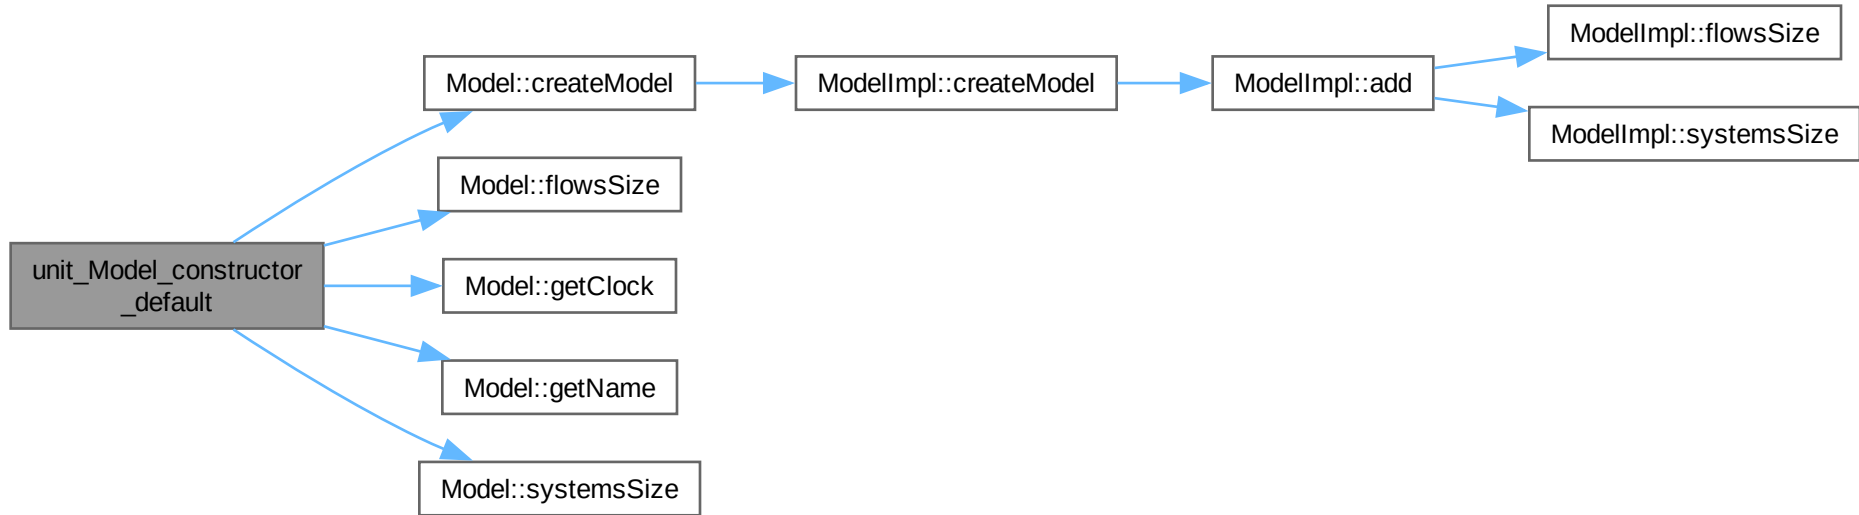 unit_Model_constructor
_default
Model::createModel
Model::flowsSize
Model::getClock
Model::getName
Model::systemsSize
ModelImpl::createModel
ModelImpl::add
ModelImpl::flowsSize
ModelImpl::systemsSize